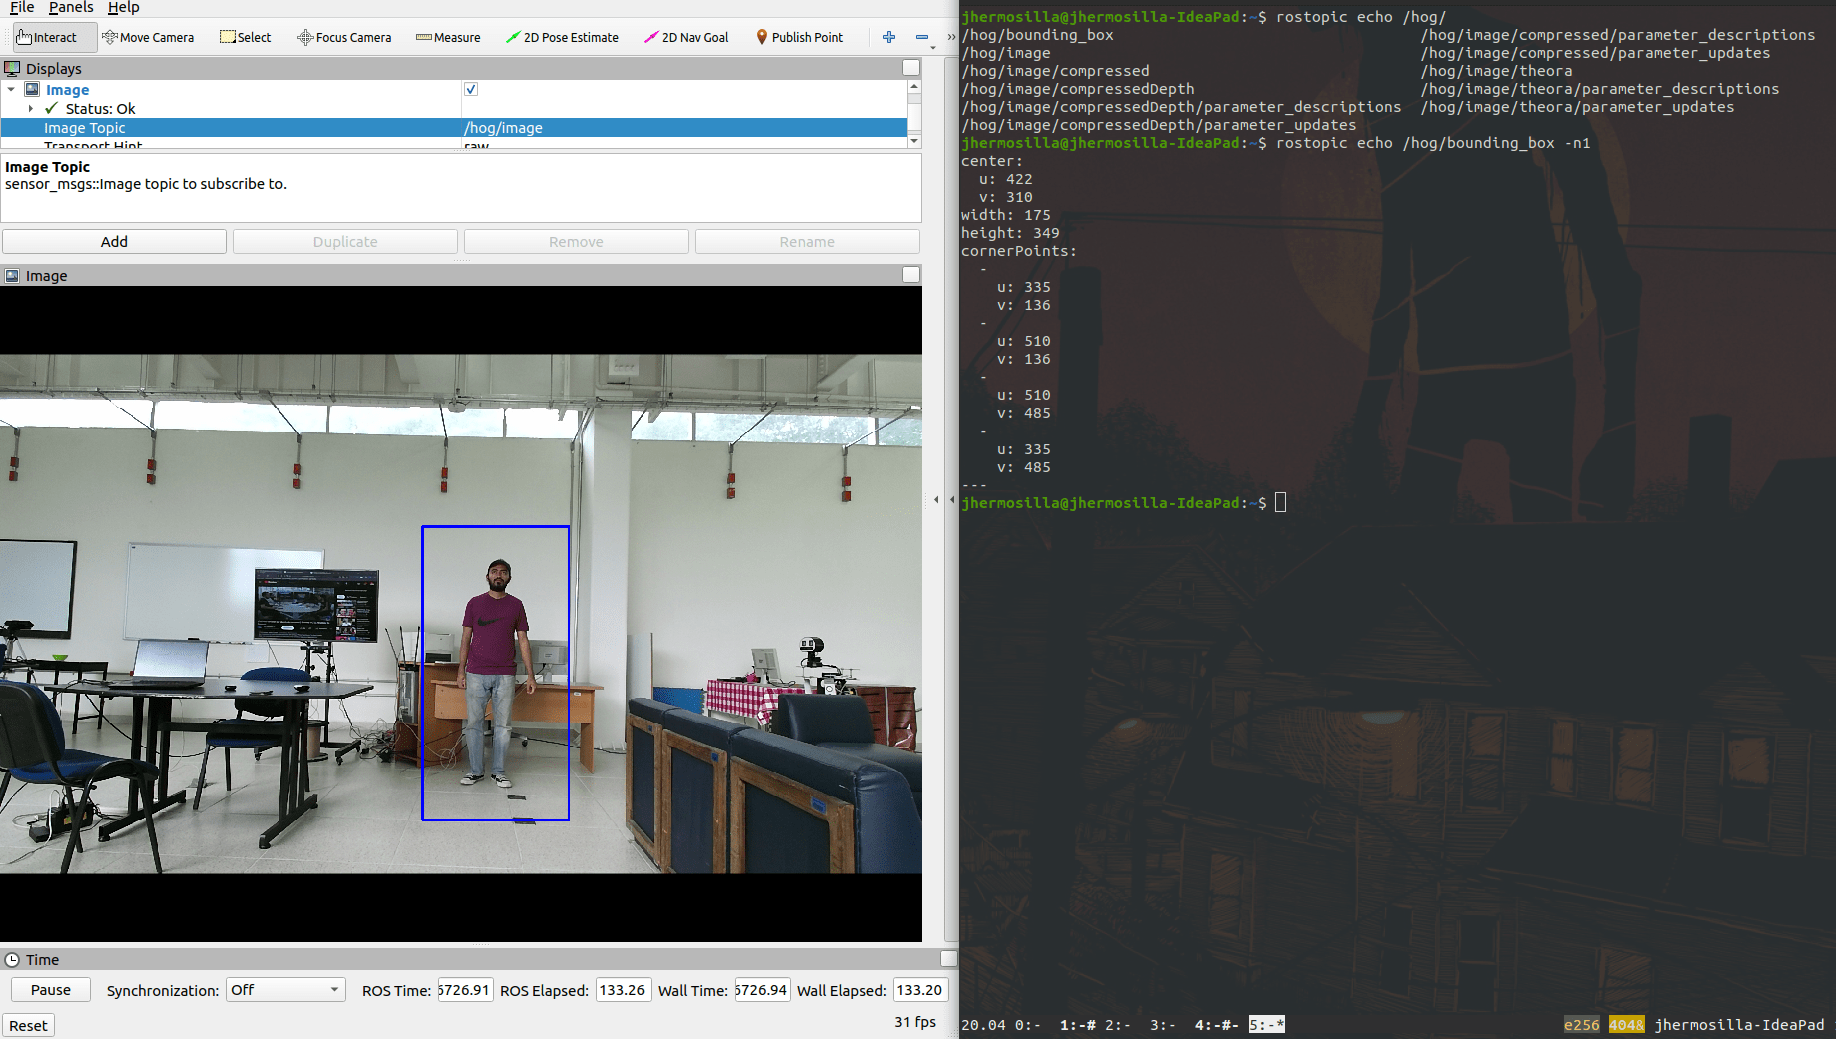 File Panels Help
Interact Move Camera Select Focus Camera Measure 2D Pose Estimate 2D Nav Goal Publish Point »
Displays
Image
Status: Ok
Image Topic /hog/image
Transport Hint raw
Image Topic
sensor_msgs::Image topic to subscribe to.
Add Duplicate Remove Rename
Image
Time
Pause Synchronization: Off ROS Time: 6726.91 ROS Elapsed: 133.26 Wall Time: 6726.94 Wall Elapsed: 133.20
Reset 31 fps
jhermosilla@jhermosilla-IdeaPad:~$ rostopic echo /hog/
/hog/bounding_box /hog/image/compressed/parameter_descriptions
/hog/image /hog/image/compressed/parameter_updates
/hog/image/compressed /hog/image/theora
/hog/image/compressedDepth /hog/image/theora/parameter_descriptions
/hog/image/compressedDepth/parameter_descriptions /hog/image/theora/parameter_updates
/hog/image/compressedDepth/parameter_updates
jhermosilla@jhermosilla-IdeaPad:~$ rostopic echo /hog/bounding_box -n1
center:
u: 422
v: 310
width: 175
height: 349
cornerPoints:
-
u: 335
v: 136
-
u: 510
v: 136
-
u: 510
v: 485
-
u: 335
v: 485
---
jhermosilla@jhermosilla-IdeaPad:~$
20.04 0:- 1:-# 2:- 3:- 4:-#- 5:-* e256 404& jhermosilla-IdeaPad